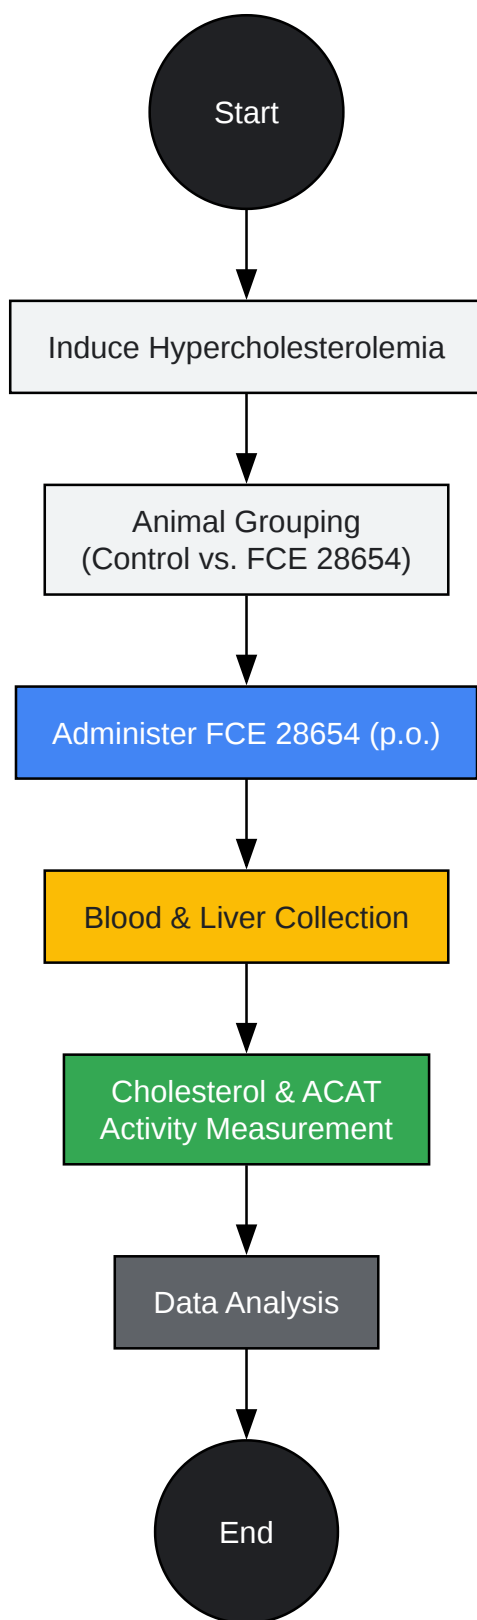 Start
Induce Hypercholesterolemia
Animal Grouping
(Control vs. FCE 28654)
Administer FCE 28654 (p.o.)
Blood & Liver Collection
Cholesterol & ACAT
Activity Measurement
Data Analysis
End